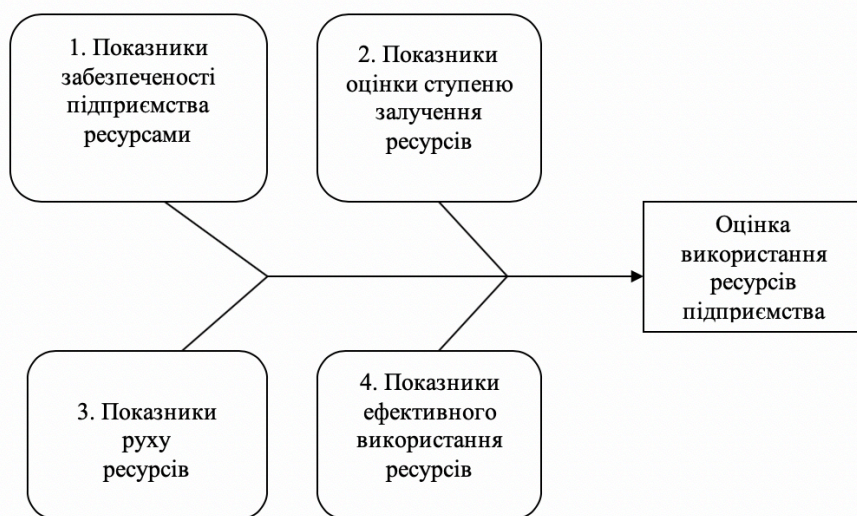 1. Показники
забезпеченості
підприємства
ресурсами
2. Показники
оцінки ступеню
залучення
ресурсів
Оцінка
використання
ресурсів
підприємства
3. Показники
руху
ресурсів
4. Показники
ефективного
використання
ресурсів